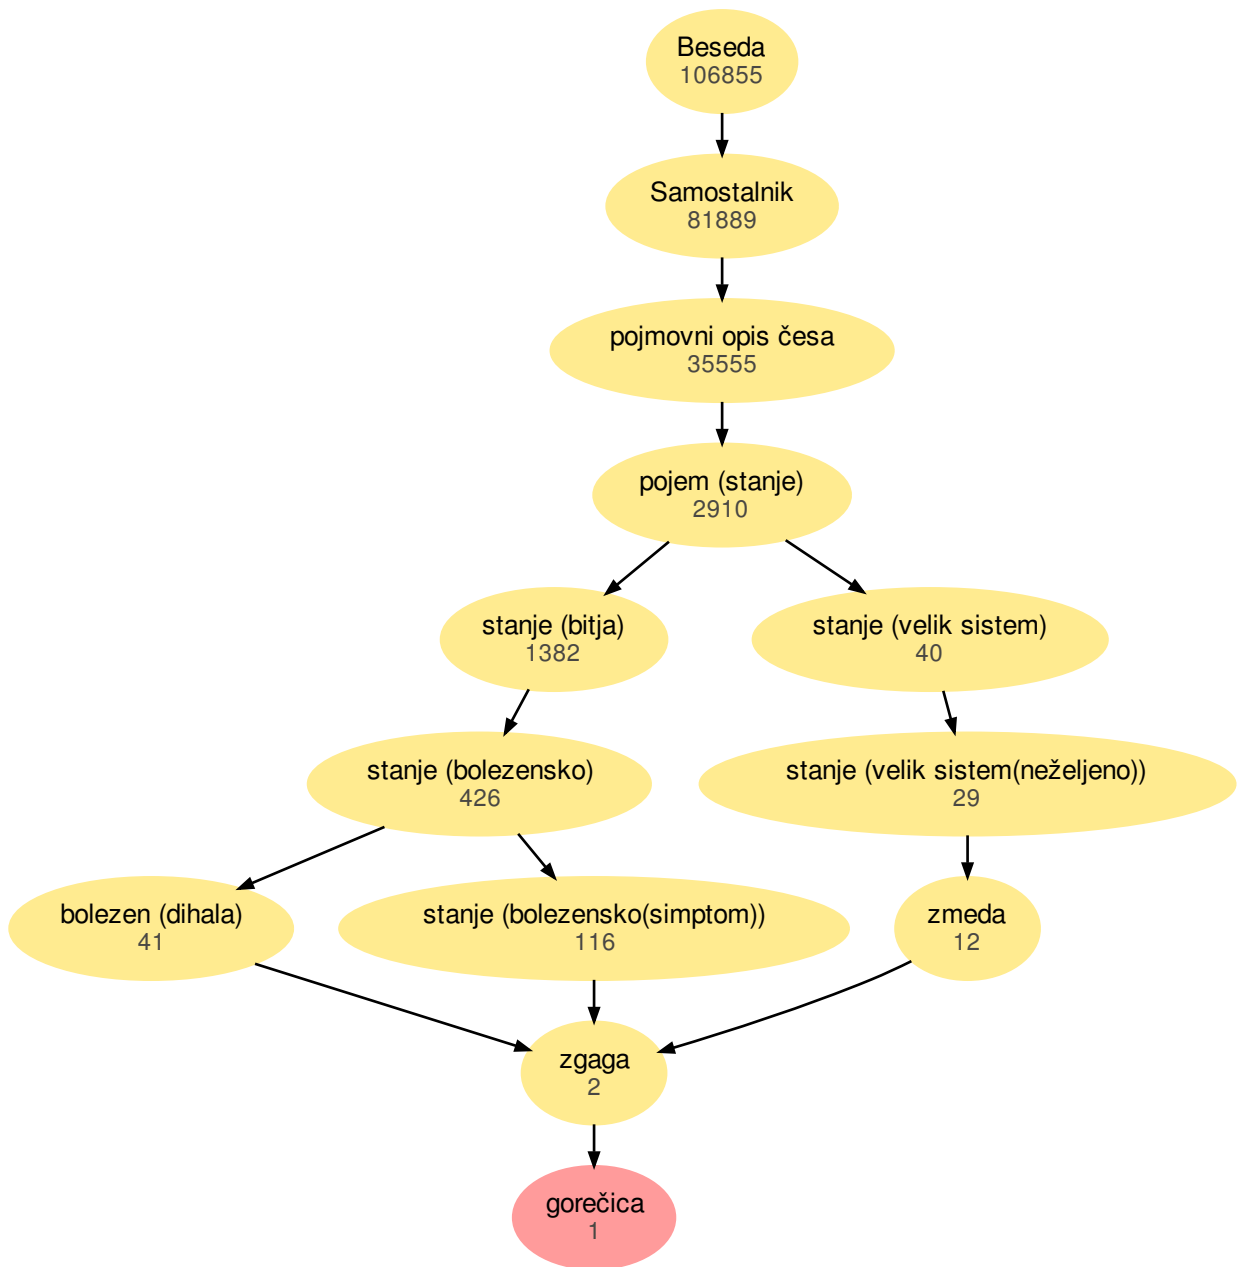 Beseda
106855
Samostalnik
81889
pojmovni opis česa
35555
pojem (stanje)
2910
stanje (bitja)
1382
stanje (velik sistem)
40
stanje (bolezensko)
426
stanje (velik sistem(neželjeno))
29
bolezen (dihala)
41
stanje (bolezensko(simptom))
116
zmeda
12
zgaga
2
gorečica
1